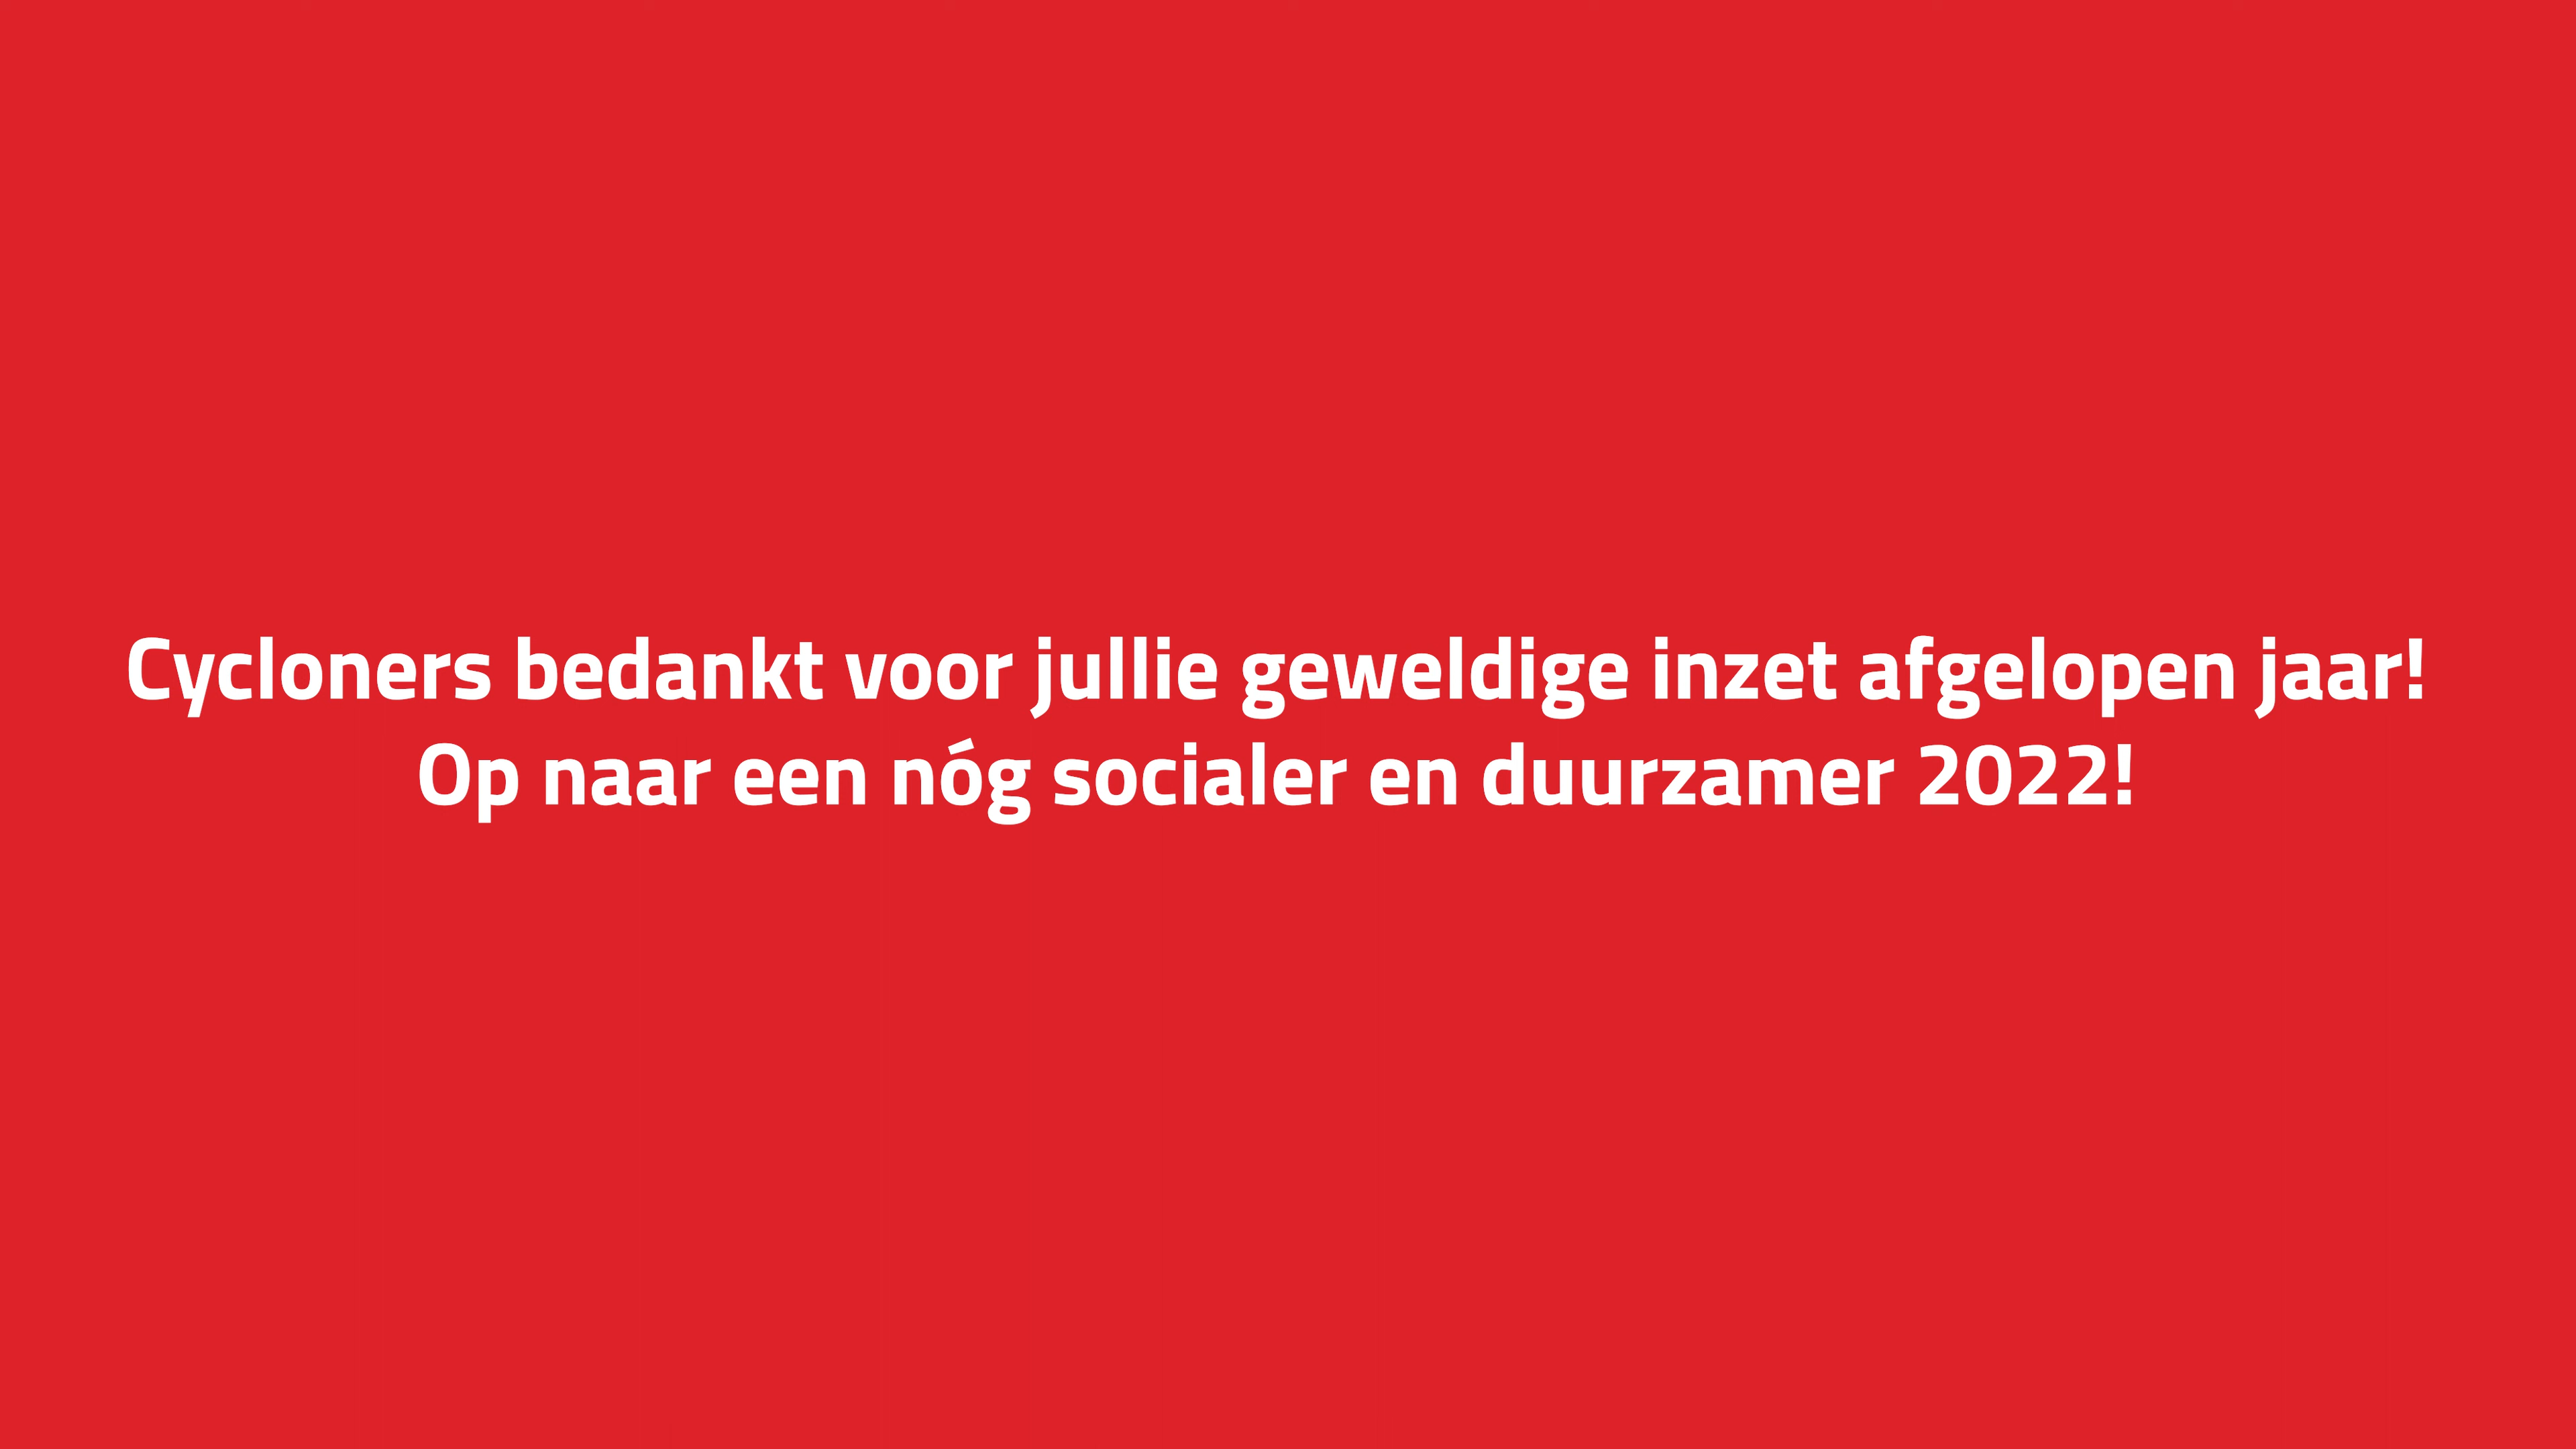 Cycloners bedankt voor jullie geweldige inzet afgelopen jaar!
Op naar een nóg socialer en duurzamer 2022!